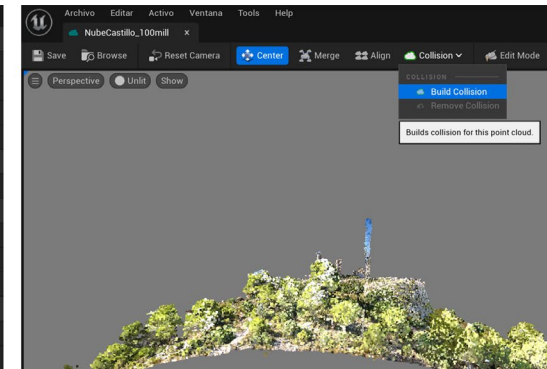 Archivo Editar Activo Ventana Tools Help
NubeCastillo_100mill x
Save Browse Reset Camera Center Merge Align Collision Edit Mode
Perspective Unlit Show
COLLISION
Build Collision
Remove Collision
Builds collision for this point cloud.